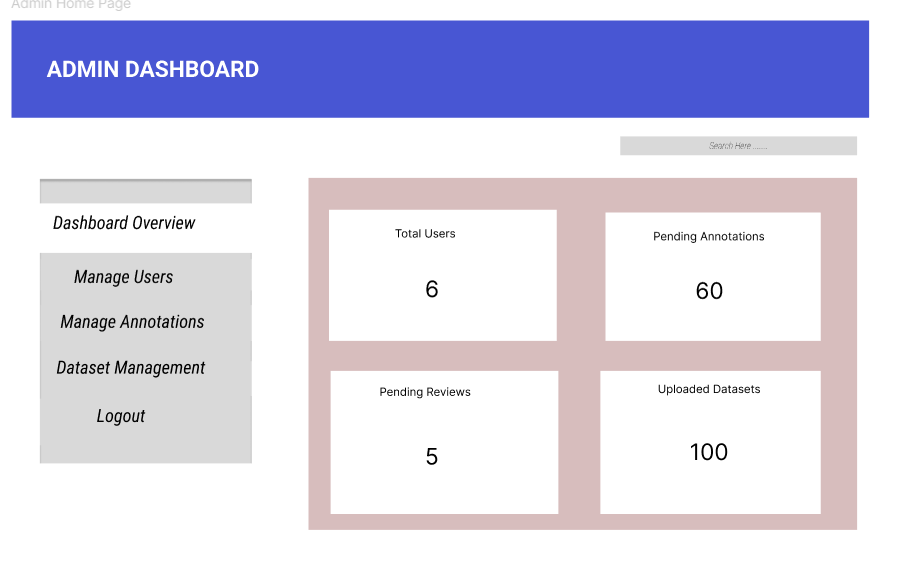 Admin Home Page
ADMIN DASHBOARD
Search Here .......
Dashboard Overview
Manage Users
Manage Annotations
Dataset Management
Logout
Total Users
6
Pending Annotations
60
Pending Reviews
5
Uploaded Datasets
100